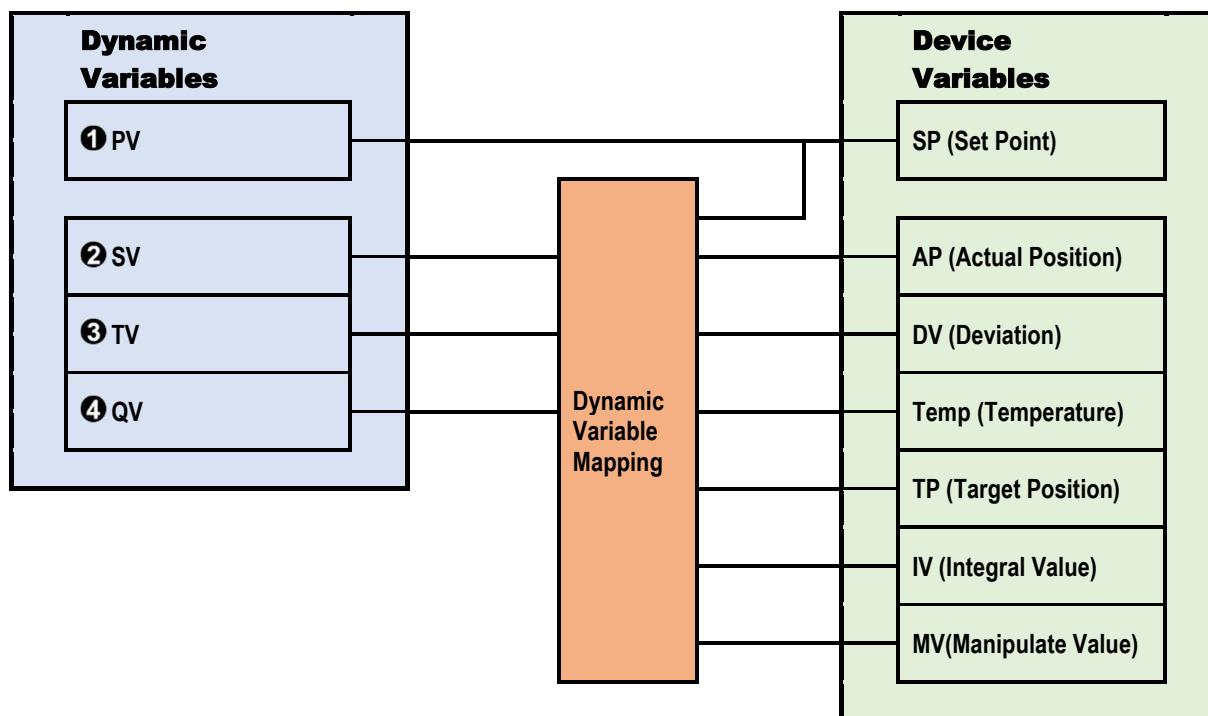 Dynamic
Variables
❶ PV
❷ SV
❸ TV
❹ QV
Dynamic
Variable
Mapping
Device
Variables
SP (Set Point)
AP (Actual Position)
DV (Deviation)
Temp (Temperature)
TP (Target Position)
IV (Integral Value)
MV(Manipulate Value)